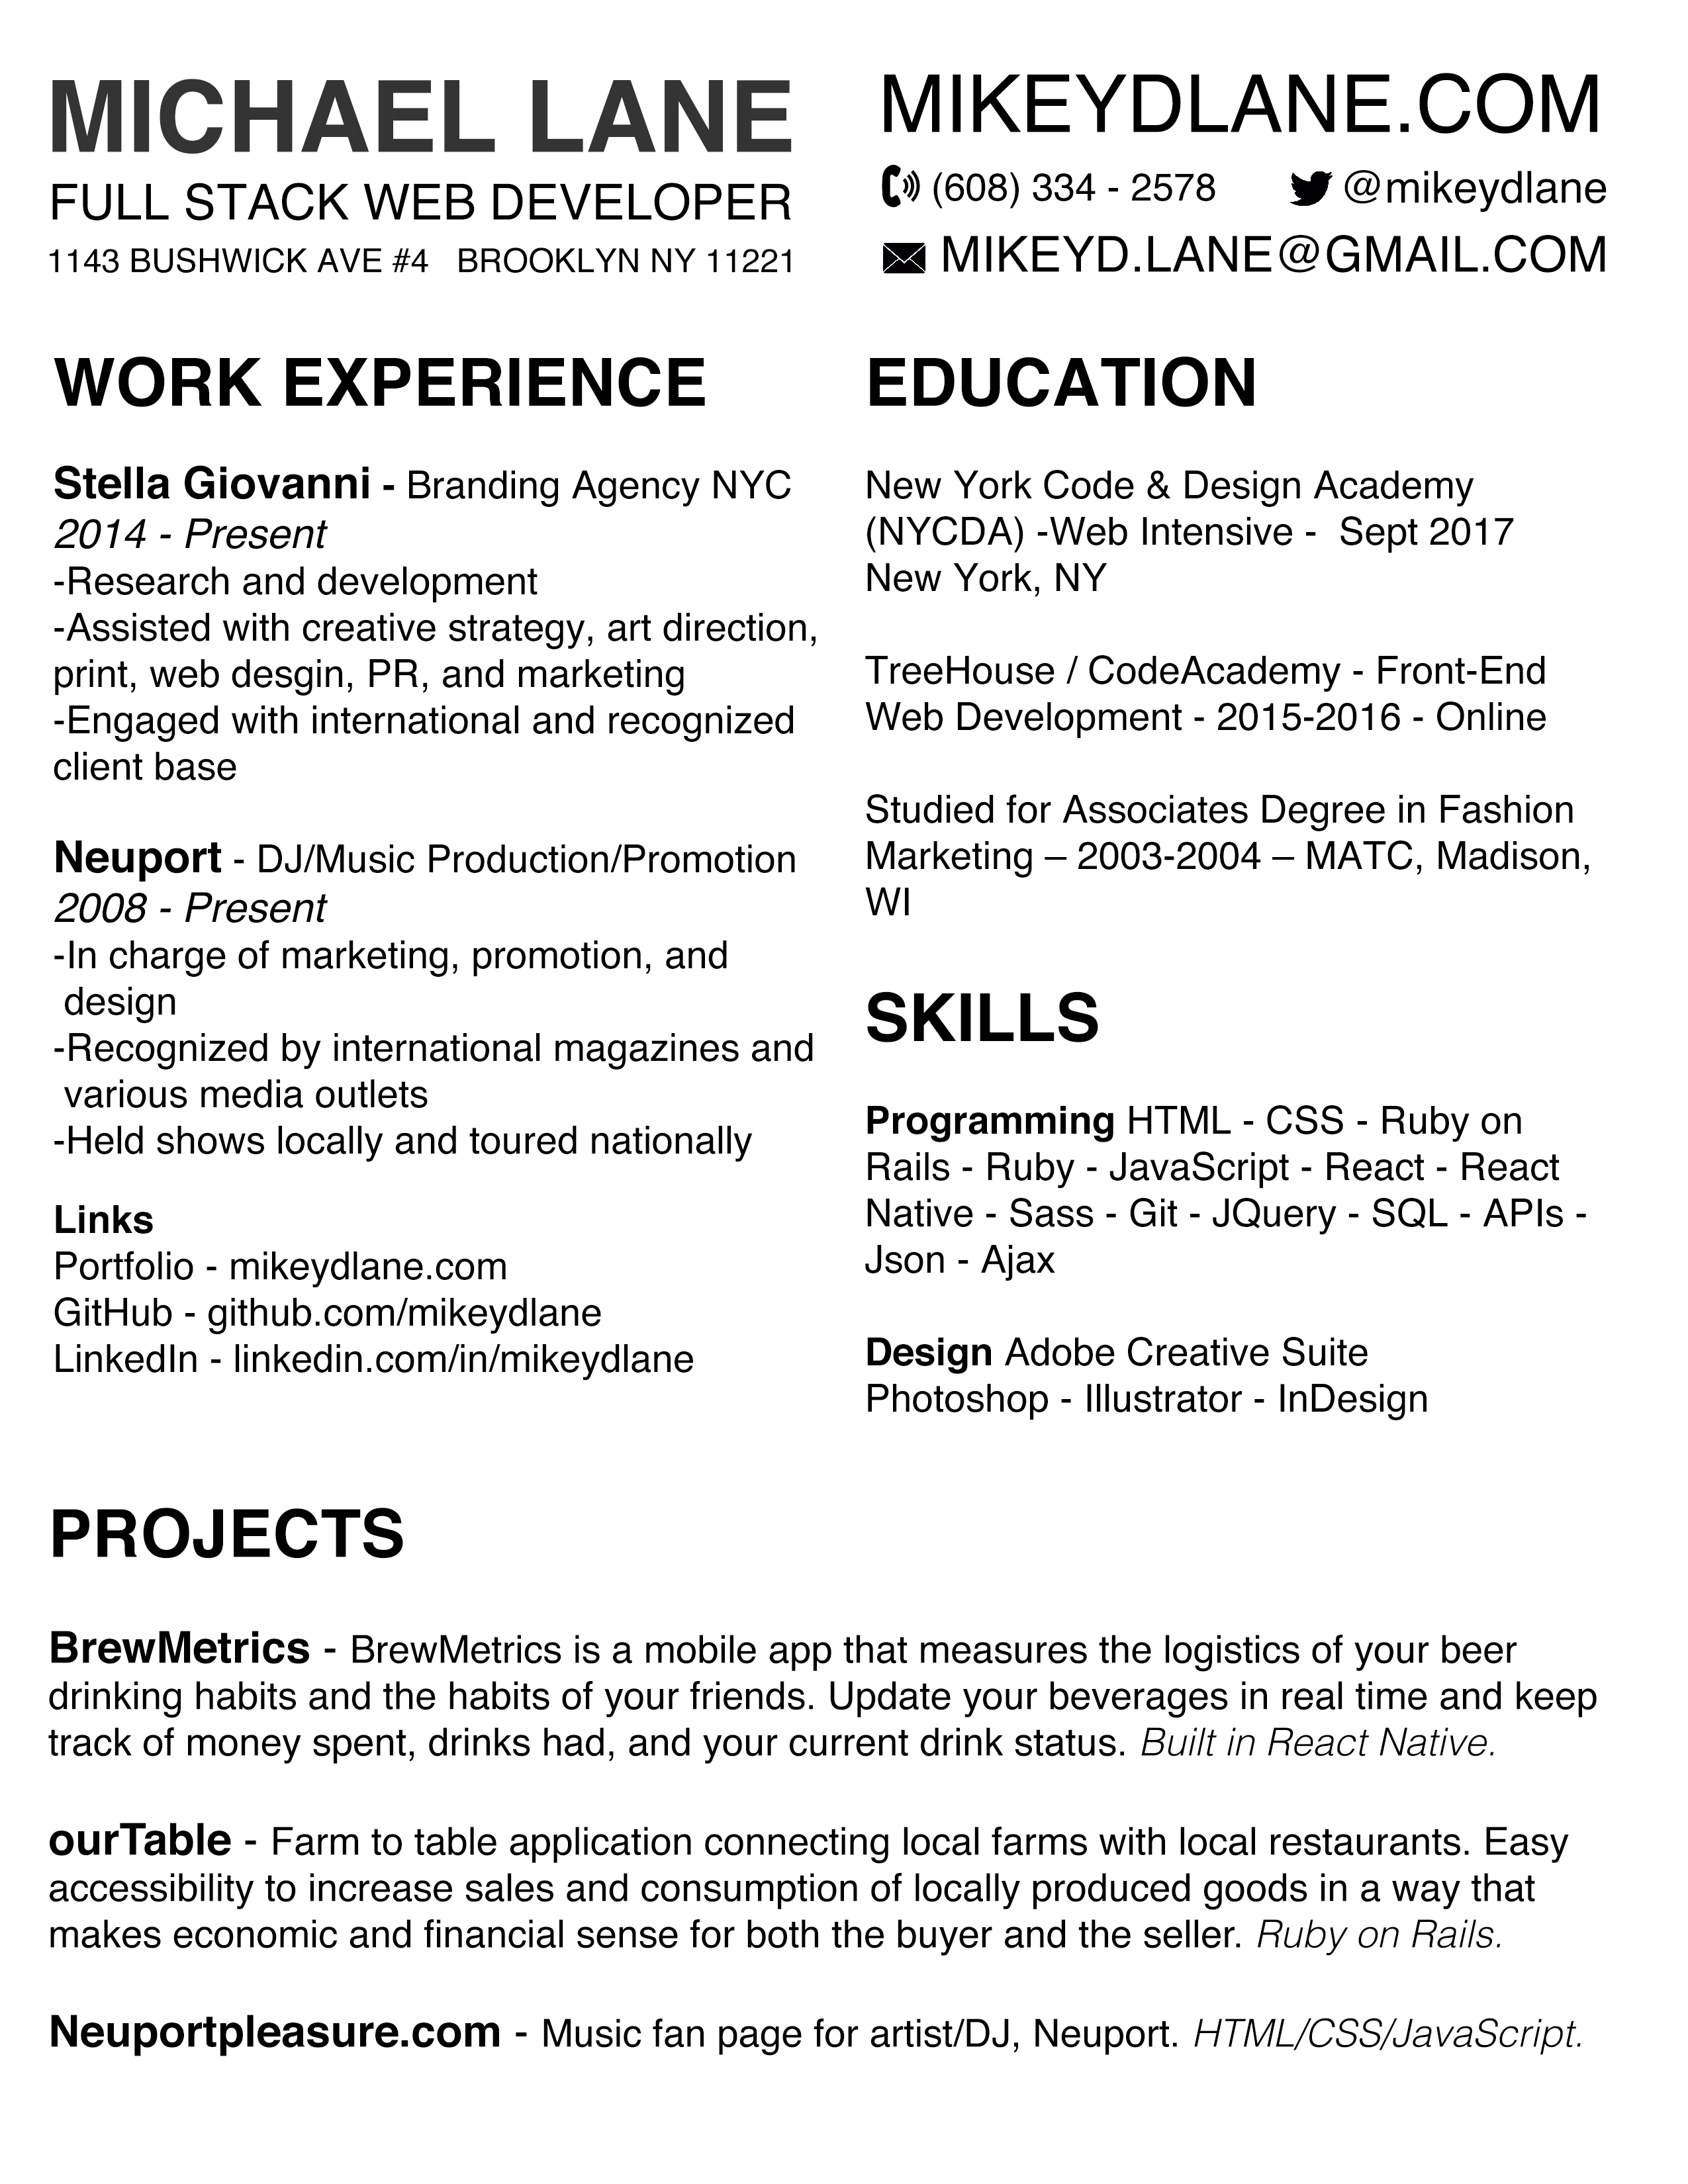 MICHAEL LANE
FULL STACK WEB DEVELOPER
1143 BUSHWICK AVE #4 BROOKLYN NY 11221
MIKEYDLANE.COM
(608) 334 - 2578 @mikeydlane
MIKEYD.LANE@GMAIL.COM
WORK EXPERIENCE
Stella Giovanni - Branding Agency NYC
2014 - Present
-Research and development
-Assisted with creative strategy, art direction,
print, web desgin, PR, and marketing
-Engaged with international and recognized
client base
Neuport - DJ/Music Production/Promotion
2008 - Present
-In charge of marketing, promotion, and
design
-Recognized by international magazines and
various media outlets
-Held shows locally and toured nationally
Links
Portfolio - mikeydlane.com
GitHub - github.com/mikeydlane
LinkedIn - linkedin.com/in/mikeydlane
EDUCATION
New York Code & Design Academy
(NYCDA) -Web Intensive - Sept 2017
New York, NY
TreeHouse / CodeAcademy - Front-End
Web Development - 2015-2016 - Online
Studied for Associates Degree in Fashion
Marketing – 2003-2004 – MATC, Madison,
WI
SKILLS
Programming HTML - CSS - Ruby on
Rails - Ruby - JavaScript - React - React
Native - Sass - Git - JQuery - SQL - APIs -
Json - Ajax
Design Adobe Creative Suite
Photoshop - Illustrator - InDesign
PROJECTS
BrewMetrics - BrewMetrics is a mobile app that measures the logistics of your beer
drinking habits and the habits of your friends. Update your beverages in real time and keep
track of money spent, drinks had, and your current drink status. Built in React Native.
ourTable - Farm to table application connecting local farms with local restaurants. Easy
accessibility to increase sales and consumption of locally produced goods in a way that
makes economic and financial sense for both the buyer and the seller. Ruby on Rails.
Neuportpleasure.com - Music fan page for artist/DJ, Neuport. HTML/CSS/JavaScript.